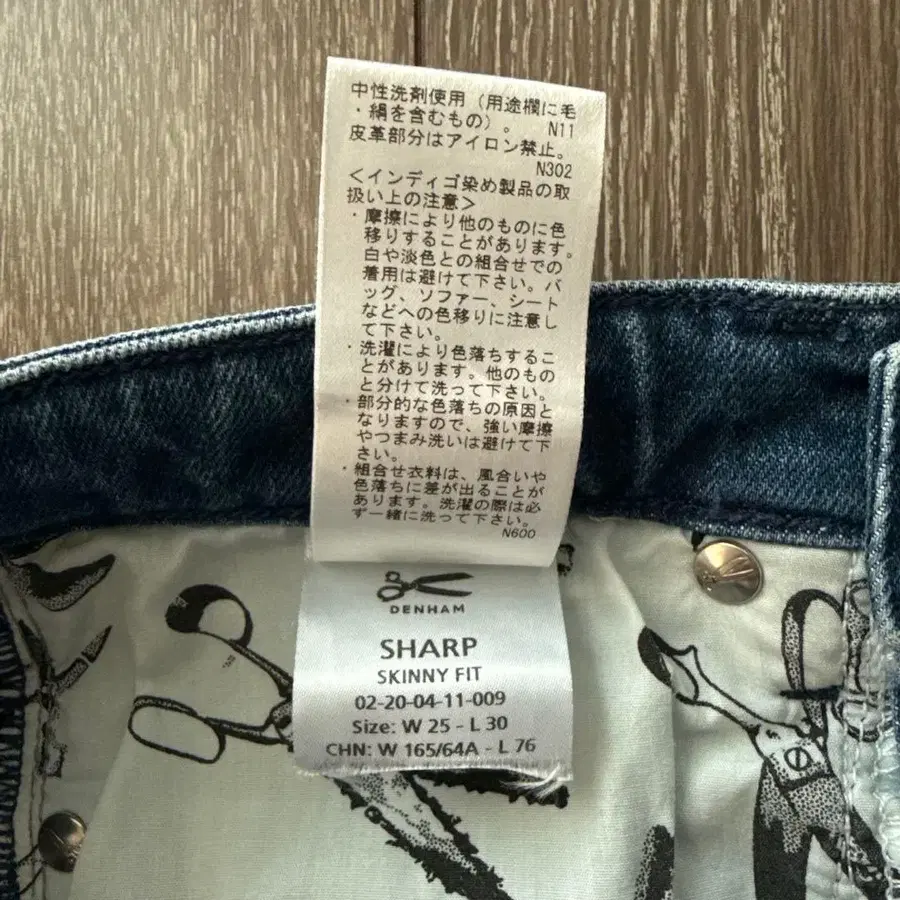 中性洗剤使用（用途欄に毛
・絹を含むもの）。 N11
皮革部分はアイロン禁止。
N302
＜インディゴ染め製品の取
扱い上の注意＞
・摩擦により他のものに色
移りすることがあります。
白や淡色との組合せでの
着用は避けて下さい。バ
ッグ、ソファー、シート
などへの色移りに注意し
て下さい。
・洗濯により色落ちするこ
とがあります。他のもの
と分けて洗って下さい。
・部分的な色落ちの原因と
なりますので、強い摩擦
やつまみ洗いは避けて下
さい。
・組合せ衣料は、風合いや
色落ちに差が出ることが
あります。洗濯の際は必
ず一緒に洗って下さい。
N600
DENHAM
SHARP
SKINNY FIT
02-20-04-11-009
Size: W 25 - L 30
CHN: W 165/64A - L 76